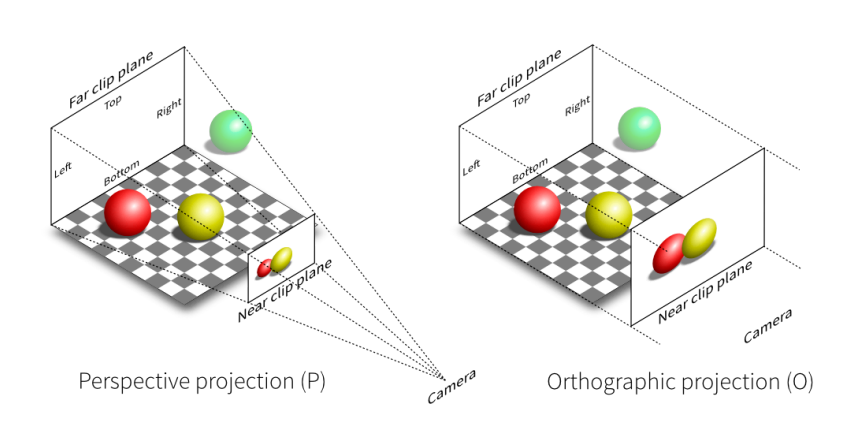 Far clip plane
Top
Right
Left
Bottom
Near clip plane
Camera
Perspective projection (P)
Far clip plane
Top
Right
Left
Bottom
Near clip plane
Camera
Orthographic projection (O)